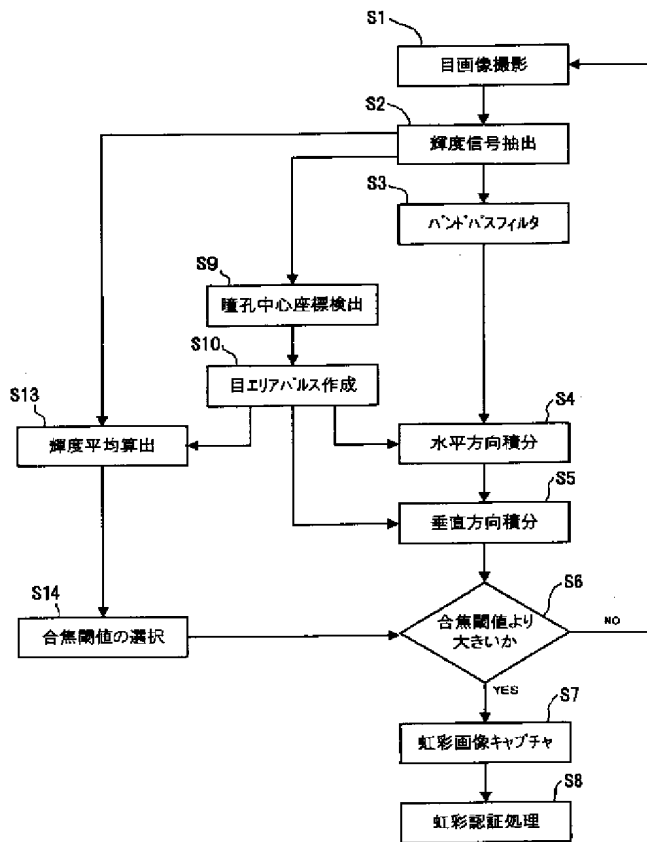 S1
目画像撮影
S2
輝度信号抽出
S3
バンドパスフィルタ
S9
瞳孔中心座標検出
S10
目エリアパルス作成
S13
輝度平均算出
S4
水平方向積分
S5
垂直方向積分
S14
合焦閾値の選択
S6
合焦閾値より
大きいか
NO
YES
S7
虹彩画像キャプチャ
S8
虹彩認証処理